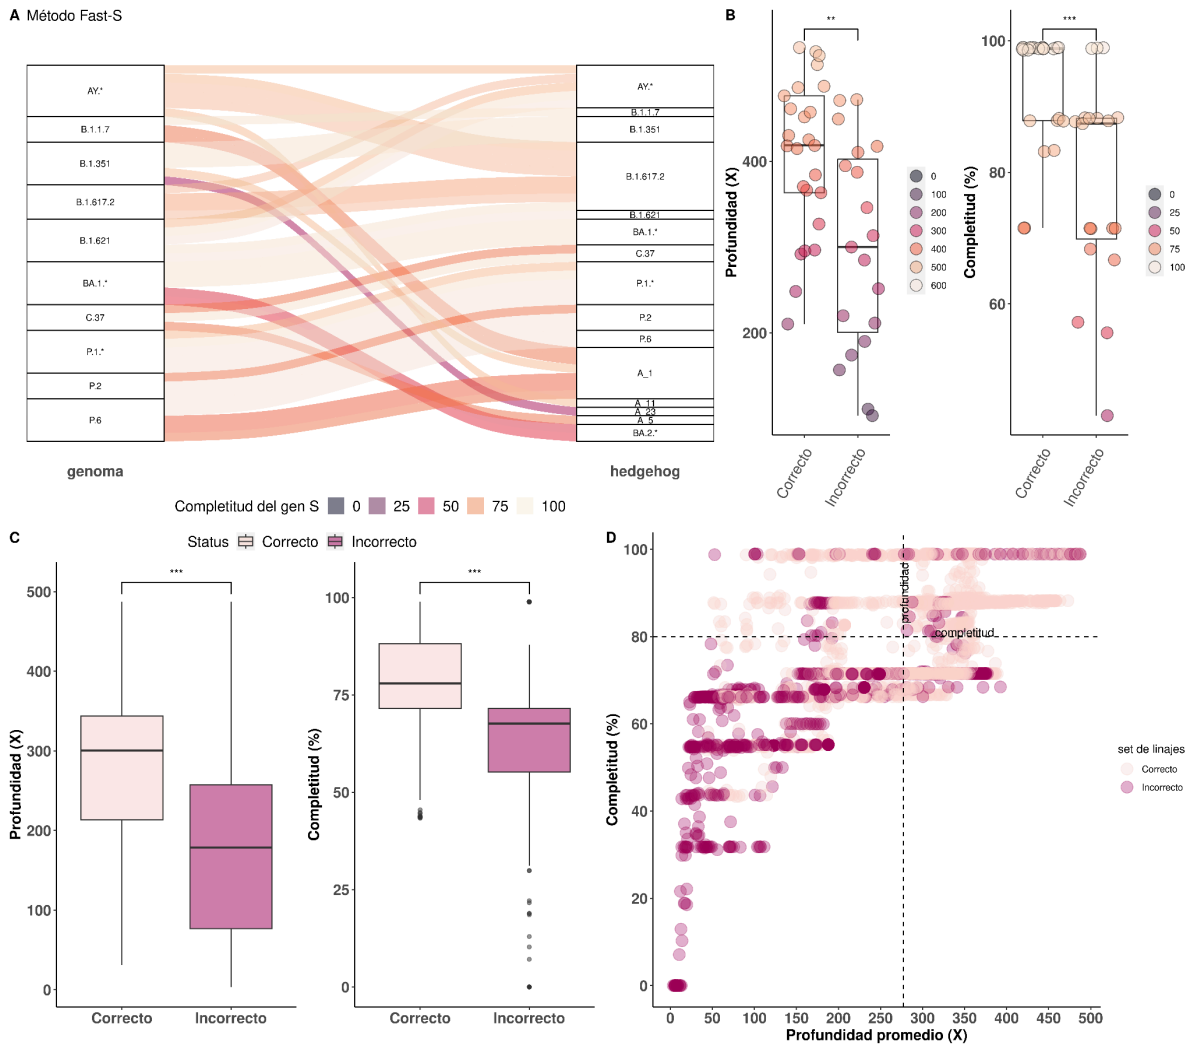 A Método Fast-S
AY.*
B.1.1.7
B.1.351
B.1.617.2
B.1.621
BA.1.*
C.37
P.1.*
P.2
P.6
genoma
AY.*
B.1.1.7
B.1.351
B.1.617.2
B.1.621
BA.1.*
C.37
P.1.*
P.2
P.6
A_1
A_11
A_23
A_5
BA.2.*
hedgehog
Completitud del gen S 0 25 50 75 100
B
**
Profundidad (X)
400
200
Correcto
Incorrecto
0
100
200
300
400
500
600
***
Completitud (%)
100
80
60
Correcto
Incorrecto
0
25
50
75
100
C
Status Correcto Incorrecto
***
Profundidad (X)
500
400
300
200
100
0
Correcto Incorrecto
***
Completitud (%)
100
75
50
25
0
Correcto Incorrecto
D
Completitud (%)
100
80
60
40
20
0
profundidad
completitud
0 50 100 150 200 250 300 350 400 450 500
Profundidad promedio (X)
set de linajes
Correcto
Incorrecto